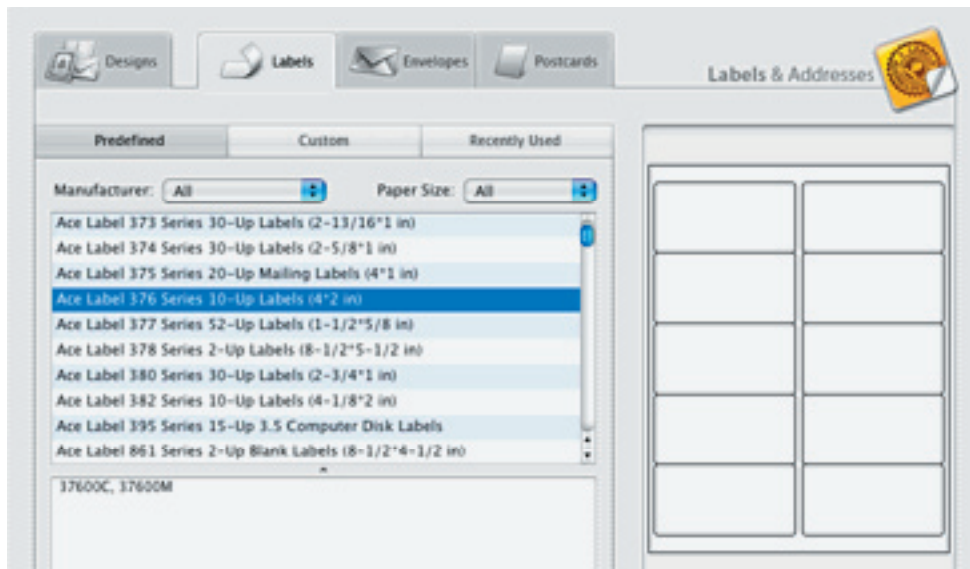 Designs
Labels
Envelopes
Postcards
Labels & Addresses
Predefined
Custom
Recently Used
Manufacturer: All
Paper Size: All
Ace Label 373 Series 30-Up Labels (2-13/16*1 in)
Ace Label 374 Series 30-Up Labels (2-5/8*1 in)
Ace Label 375 Series 20-Up Mailing Labels (4*1 in)
Ace Label 376 Series 10-Up Labels (4*2 in)
Ace Label 377 Series 52-Up Labels (1-1/2*5/8 in)
Ace Label 378 Series 2-Up Labels (8-1/2*5-1/2 in)
Ace Label 380 Series 30-Up Labels (2-3/4*1 in)
Ace Label 382 Series 10-Up Labels (4-1/8*2 in)
Ace Label 395 Series 15-Up 3.5 Computer Disk Labels
Ace Label 861 Series 2-Up Blank Labels (8-1/2*4-1/2 in)
37600C, 37600M